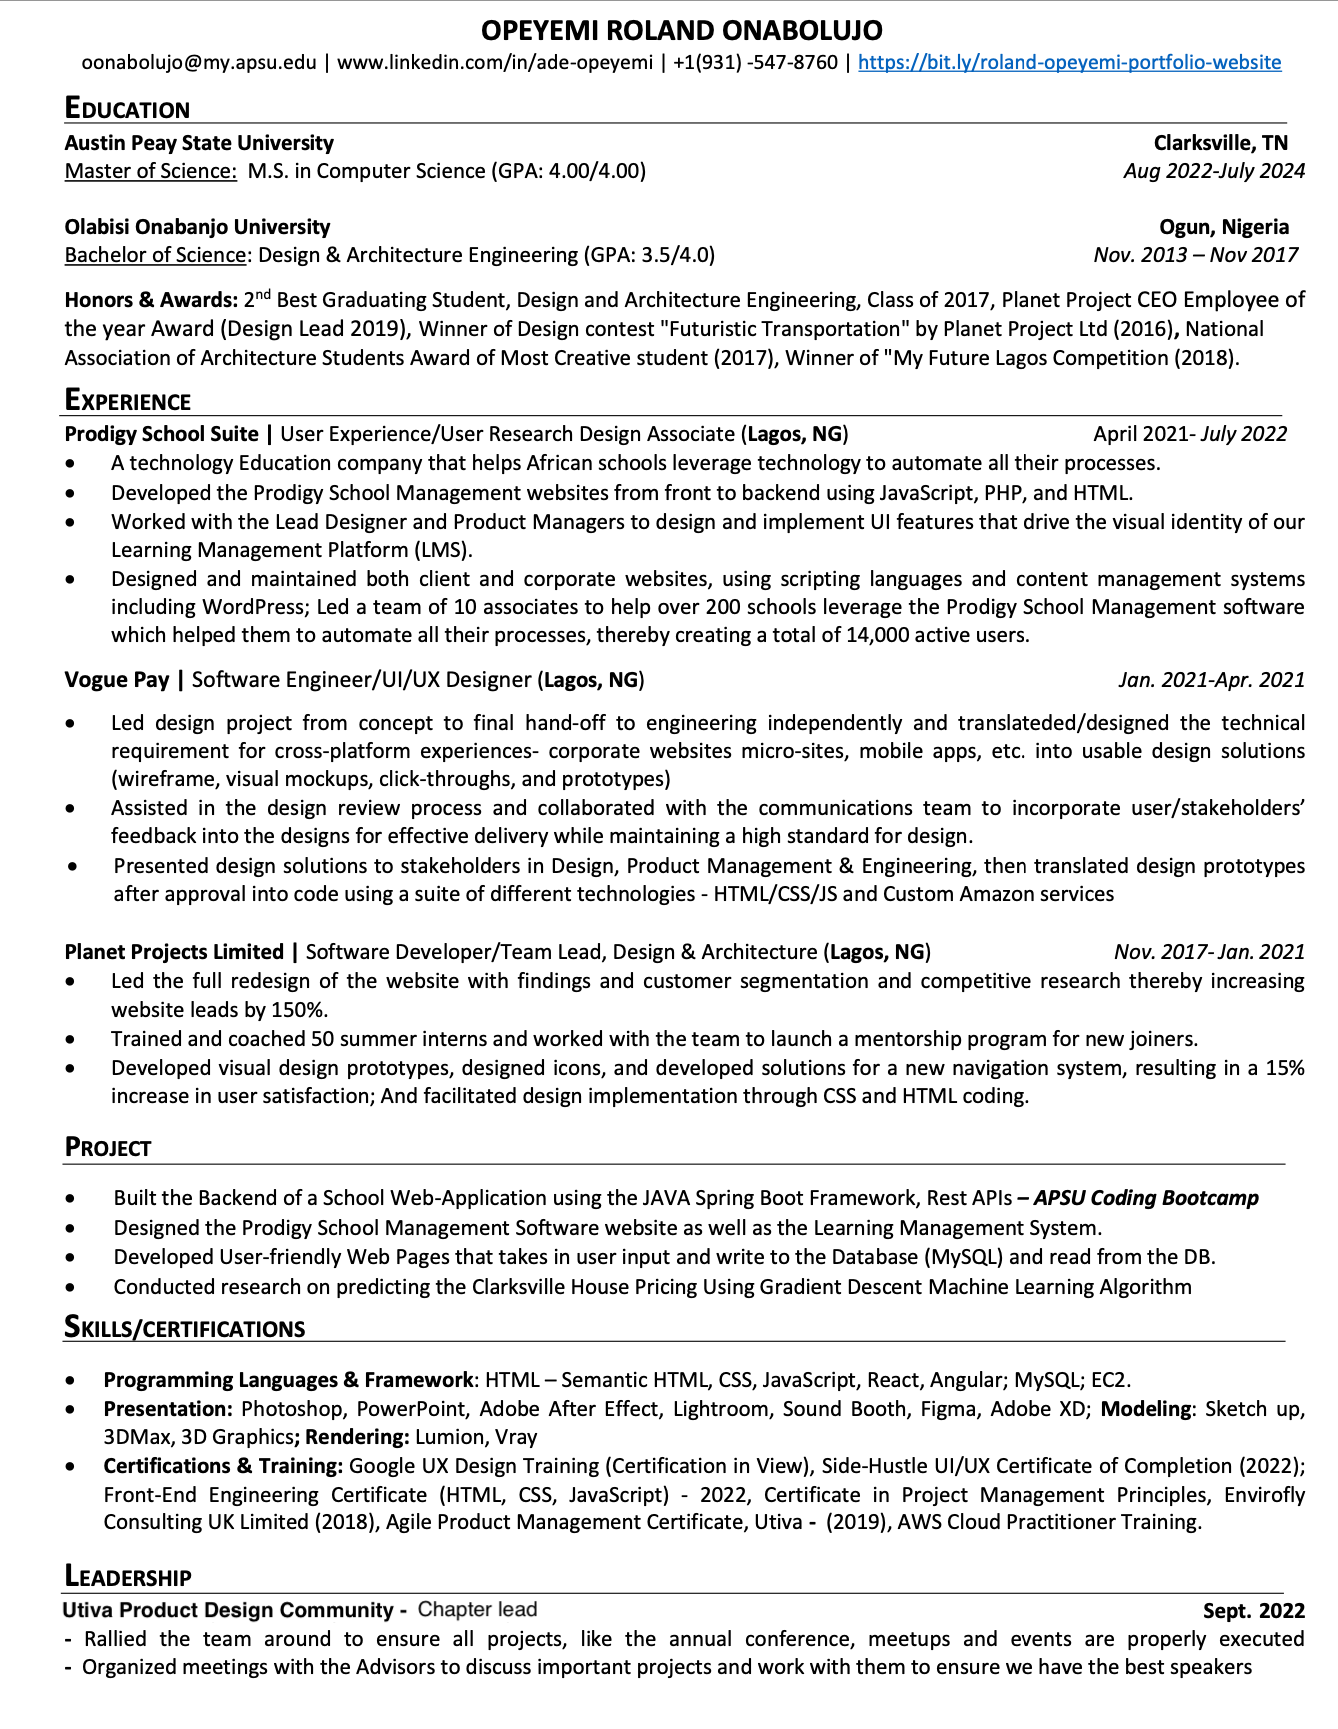 OPEYEMI ROLAND ONABOLUJO
oonabolujo@my.apsu.edu | www.linkedin.com/in/ade-opeyemi | +1(931) -547-8760 | https://bit.ly/roland-opeyemi-portfolio-website
EDUCATION
Austin Peay State University Clarksville, TN
Master of Science: M.S. in Computer Science (GPA: 4.00/4.00) Aug 2022-July 2024
Olabisi Onabanjo University Ogun, Nigeria
Bachelor of Science: Design & Architecture Engineering (GPA: 3.5/4.0) Nov. 2013 – Nov 2017
Honors & Awards: 2nd Best Graduating Student, Design and Architecture Engineering, Class of 2017, Planet Project CEO Employee of
the year Award (Design Lead 2019), Winner of Design contest "Futuristic Transportation" by Planet Project Ltd (2016), National
Association of Architecture Students Award of Most Creative student (2017), Winner of "My Future Lagos Competition (2018).
EXPERIENCE
Prodigy School Suite | User Experience/User Research Design Associate (Lagos, NG) April 2021- July 2022
• A technology Education company that helps African schools leverage technology to automate all their processes.
• Developed the Prodigy School Management websites from front to backend using JavaScript, PHP, and HTML.
• Worked with the Lead Designer and Product Managers to design and implement UI features that drive the visual identity of our
Learning Management Platform (LMS).
• Designed and maintained both client and corporate websites, using scripting languages and content management systems
including WordPress; Led a team of 10 associates to help over 200 schools leverage the Prodigy School Management software
which helped them to automate all their processes, thereby creating a total of 14,000 active users.
Vogue Pay | Software Engineer/UI/UX Designer (Lagos, NG) Jan. 2021-Apr. 2021
• Led design project from concept to final hand-off to engineering independently and translateded/designed the technical
requirement for cross-platform experiences- corporate websites micro-sites, mobile apps, etc. into usable design solutions
(wireframe, visual mockups, click-throughs, and prototypes)
• Assisted in the design review process and collaborated with the communications team to incorporate user/stakeholders’
feedback into the designs for effective delivery while maintaining a high standard for design.
• Presented design solutions to stakeholders in Design, Product Management & Engineering, then translated design prototypes
after approval into code using a suite of different technologies - HTML/CSS/JS and Custom Amazon services
Planet Projects Limited | Software Developer/Team Lead, Design & Architecture (Lagos, NG) Nov. 2017- Jan. 2021
• Led the full redesign of the website with findings and customer segmentation and competitive research thereby increasing
website leads by 150%.
• Trained and coached 50 summer interns and worked with the team to launch a mentorship program for new joiners.
• Developed visual design prototypes, designed icons, and developed solutions for a new navigation system, resulting in a 15%
increase in user satisfaction; And facilitated design implementation through CSS and HTML coding.
PROJECT
• Built the Backend of a School Web-Application using the JAVA Spring Boot Framework, Rest APIs – APSU Coding Bootcamp
• Designed the Prodigy School Management Software website as well as the Learning Management System.
• Developed User-friendly Web Pages that takes in user input and write to the Database (MySQL) and read from the DB.
• Conducted research on predicting the Clarksville House Pricing Using Gradient Descent Machine Learning Algorithm
SKILLS/CERTIFICATIONS
• Programming Languages & Framework: HTML – Semantic HTML, CSS, JavaScript, React, Angular; MySQL; EC2.
• Presentation: Photoshop, PowerPoint, Adobe After Effect, Lightroom, Sound Booth, Figma, Adobe XD; Modeling: Sketch up,
3DMax, 3D Graphics; Rendering: Lumion, Vray
• Certifications & Training: Google UX Design Training (Certification in View), Side-Hustle UI/UX Certificate of Completion (2022);
Front-End Engineering Certificate (HTML, CSS, JavaScript) - 2022, Certificate in Project Management Principles, Envirofly
Consulting UK Limited (2018), Agile Product Management Certificate, Utiva - (2019), AWS Cloud Practitioner Training.
LEADERSHIP
Utiva Product Design Community - Chapter lead Sept. 2022
- Rallied the team around to ensure all projects, like the annual conference, meetups and events are properly executed
- Organized meetings with the Advisors to discuss important projects and work with them to ensure we have the best speakers